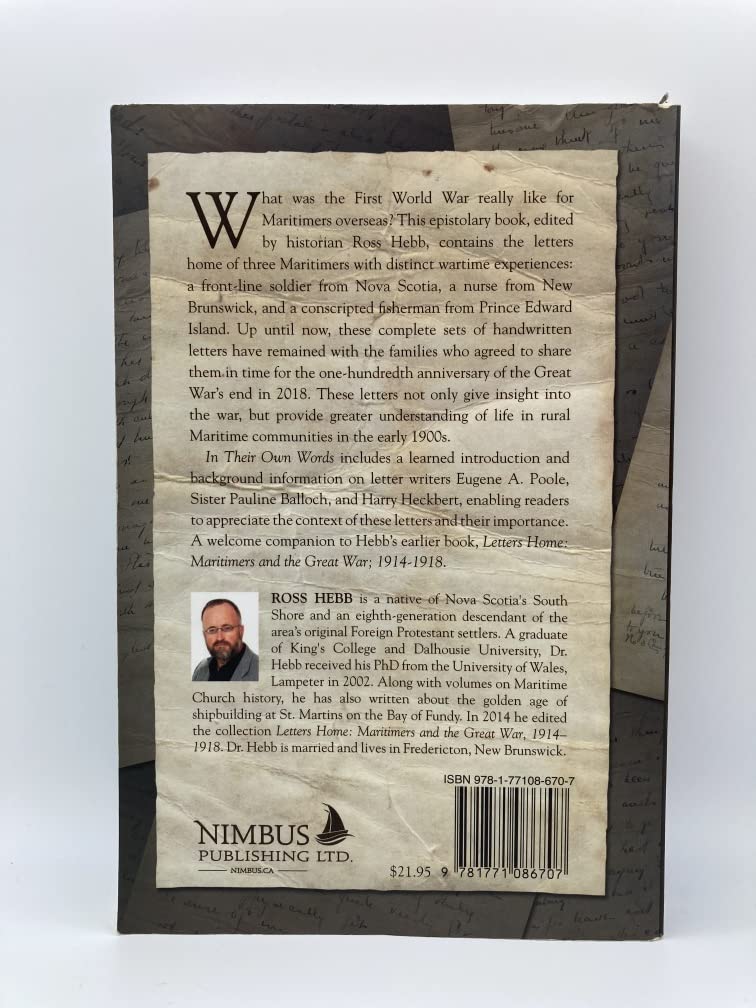 What was the First World War really like for
Maritimers overseas? This epistolary book, edited
by historian Ross Hebb, contains the letters
home of three Maritimers with distinct wartime experiences:
a front-line soldier from Nova Scotia, a nurse from New
Brunswick, and a conscripted fisherman from Prince Edward
Island. Up until now, these complete sets of handwritten
letters have remained with the families who agreed to share
them in time for the one-hundredth anniversary of the Great
War's end in 2018. These letters not only give insight into
the war, but provide greater understanding of life in rural
Maritime communities in the early 1900s.
In Their Own Words includes a learned introduction and
background information on letter writers Eugene A. Poole,
Sister Pauline Balloch, and Harry Heckbert, enabling readers
to appreciate the context of these letters and their importance.
A welcome companion to Hebb's earlier book, Letters Home:
Maritimers and the Great War; 1914-1918.
ROSS HEBB is a native of Nova Scotia's South
Shore and an eighth-generation descendant of the
area's original Foreign Protestant settlers. A graduate
of King's College and Dalhousie University, Dr.
Hebb received his PhD from the University of Wales,
Lampeter in 2002. Along with volumes on Maritime
Church history, he has also written about the golden age of
shipbuilding at St. Martins on the Bay of Fundy. In 2014 he edited
the collection Letters Home: Maritimers and the Great War, 1914–
1918. Dr. Hebb is married and lives in Fredericton, New Brunswick.
ISBN 978-1-77108-670-7
NIMBUS
PUBLISHING LTD.
NIMBUS.CA
$21.95
9 781771 086707